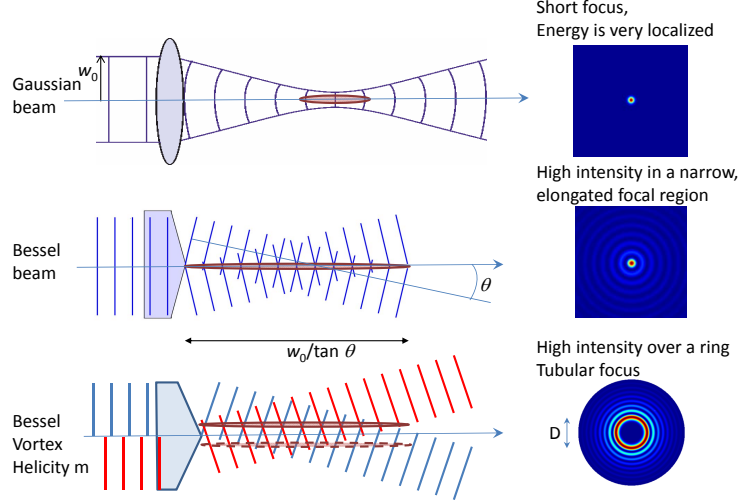 Short focus,
Energy is very localized
w0
Gaussian
beam
High intensity in a narrow,
elongated focal region
Bessel
beam
θ
w0/tan θ
High intensity over a ring
Tubular focus
Bessel
Vortex
Helicity m
D